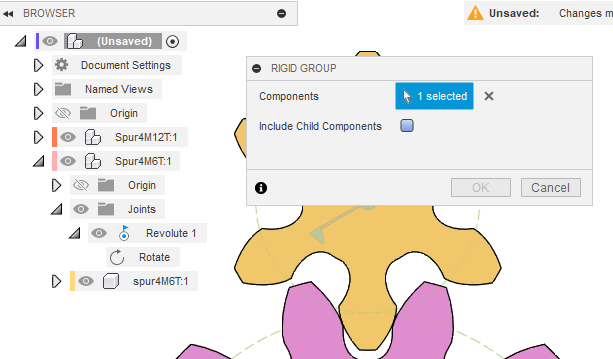 BROWSER
Unsaved: Changes m
(Unsaved)
Document Settings
Named Views
Origin
Spur4M12T:1
Spur4M6T:1
Origin
Joints
Revolute 1
Rotate
spur4M6T:1
RIGID GROUP
Components 1 selected
Include Child Components
OK Cancel